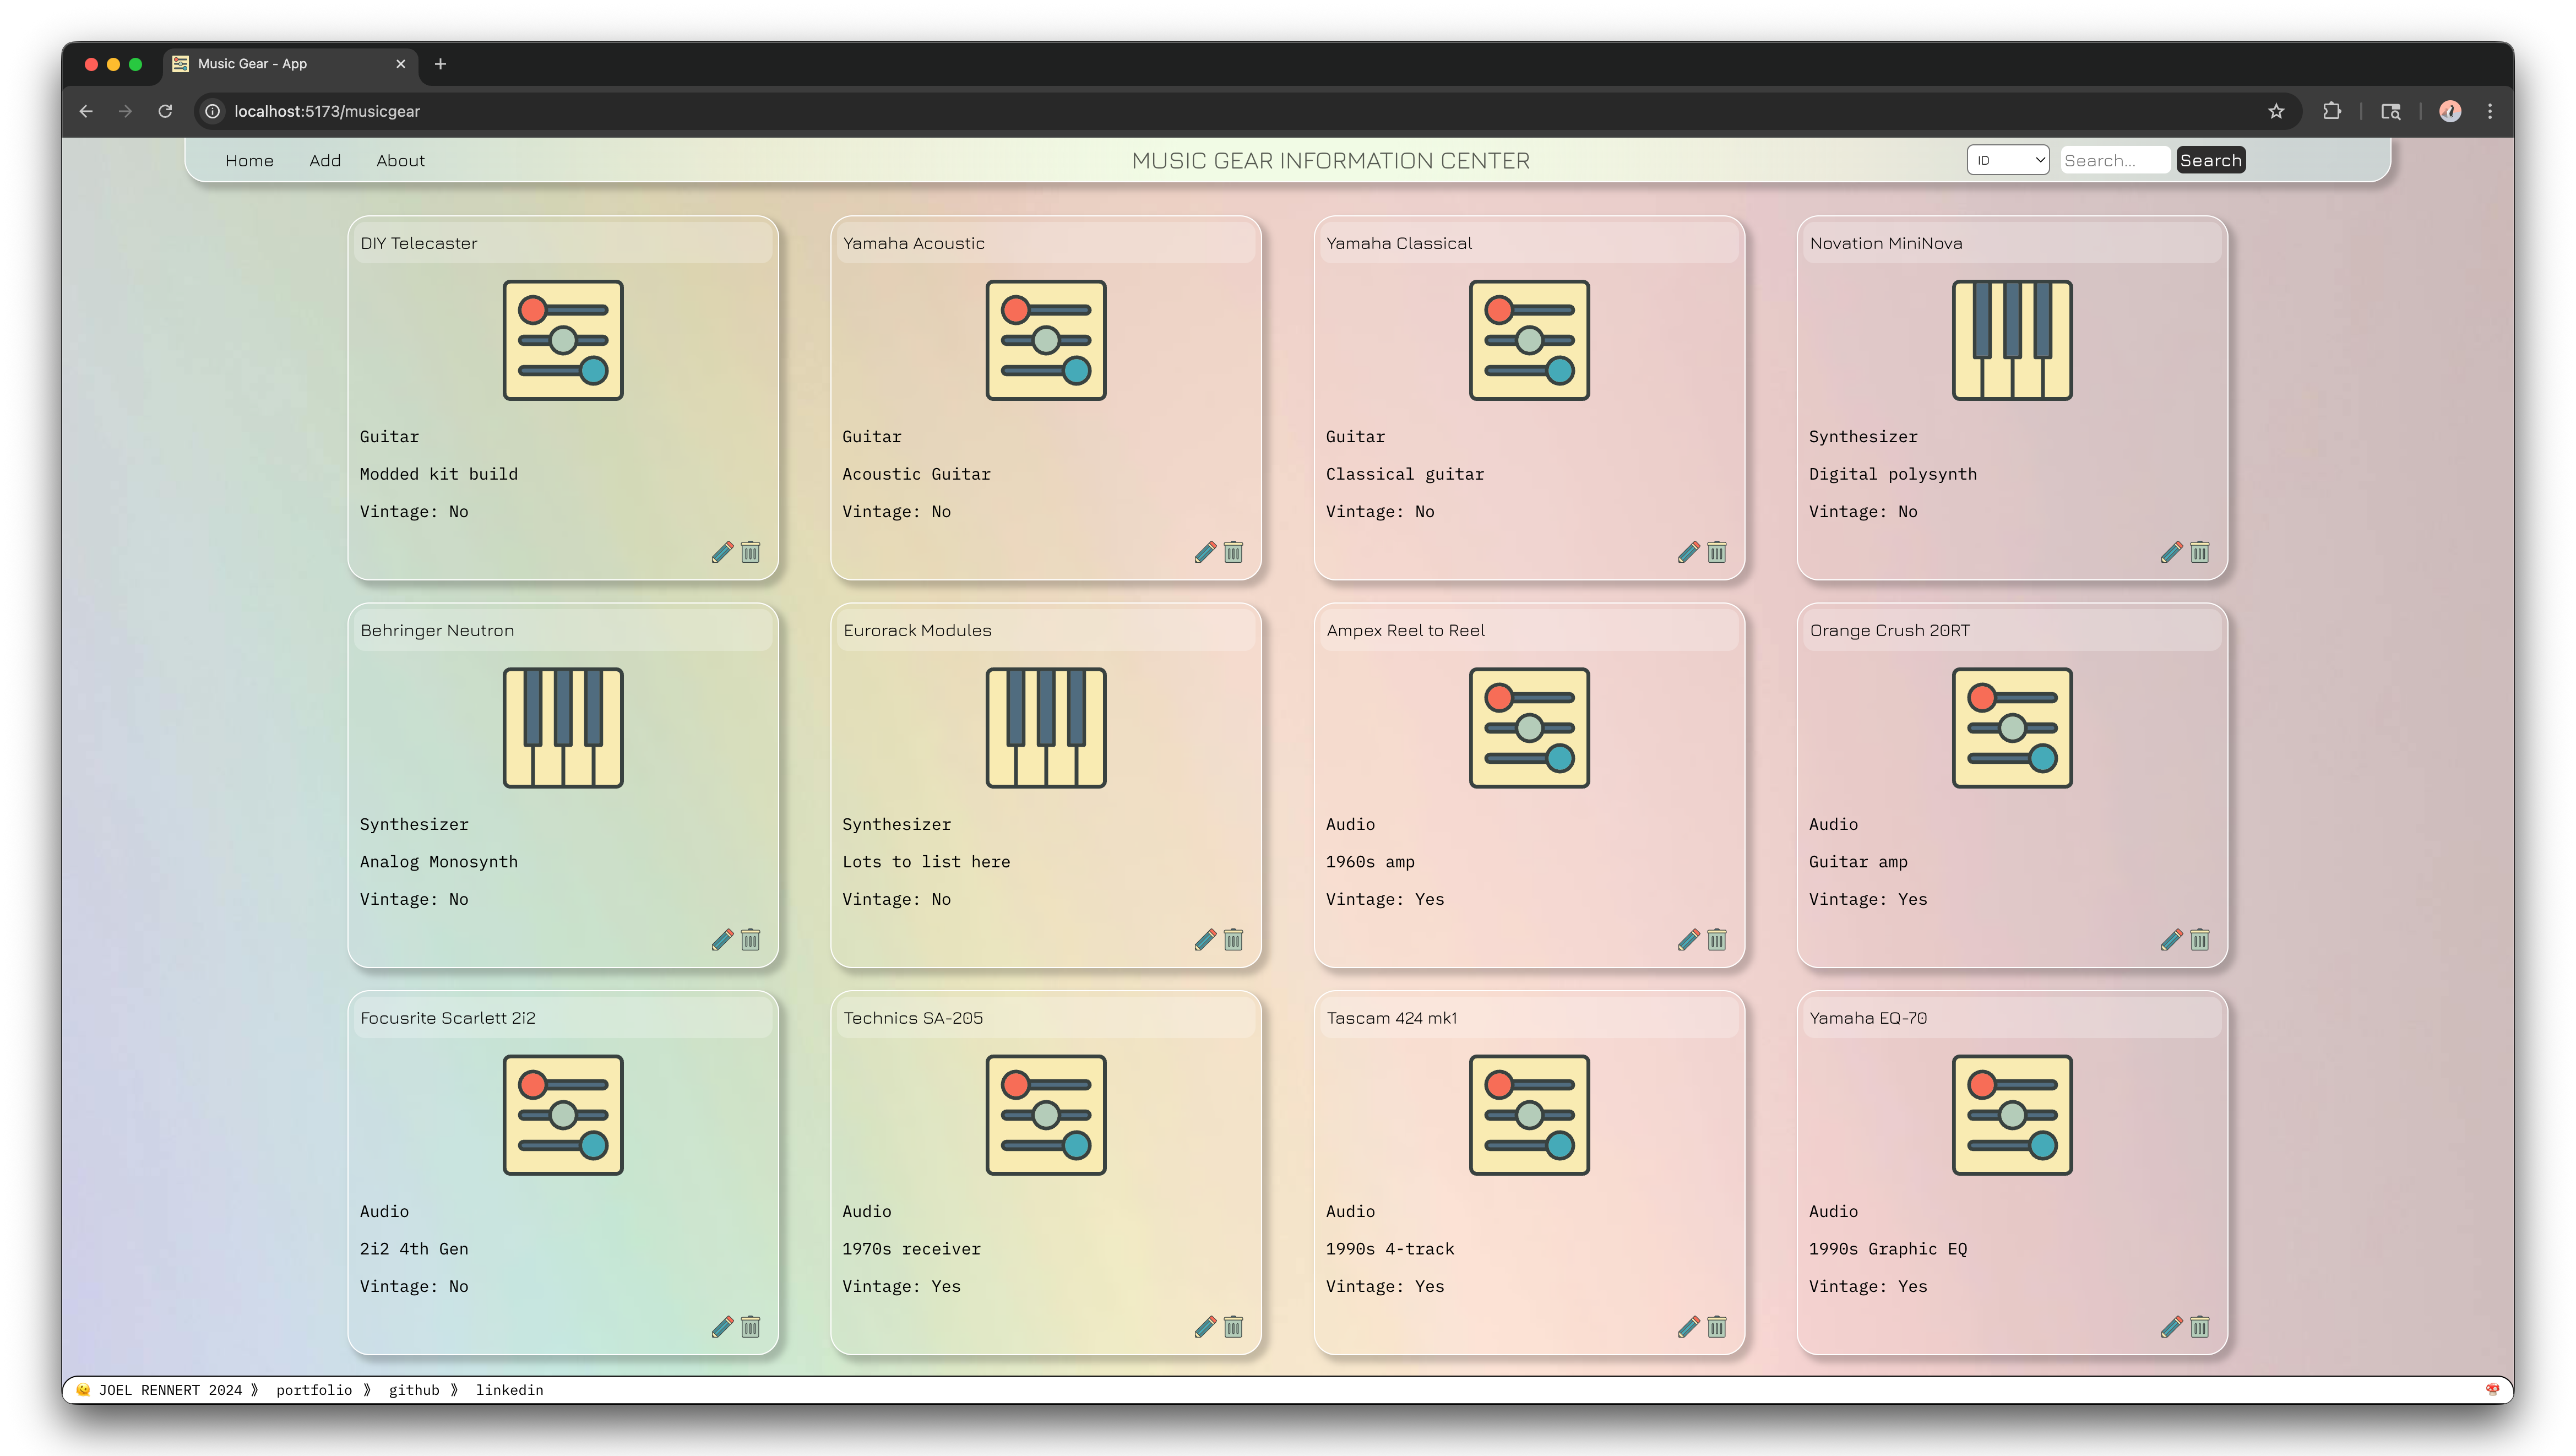 Music Gear - App
localhost:5173/musicgear
Home Add About MUSIC GEAR INFORMATION CENTER ID Search... Search
DIY Telecaster
Guitar
Modded kit build
Vintage: No
Yamaha Acoustic
Guitar
Acoustic Guitar
Vintage: No
Yamaha Classical
Guitar
Classical guitar
Vintage: No
Novation MiniNova
Synthesizer
Digital polysynth
Vintage: No
Behringer Neutron
Synthesizer
Analog Monosynth
Vintage: No
Eurorack Modules
Synthesizer
Lots to list here
Vintage: No
Ampex Reel to Reel
Audio
1960s amp
Vintage: Yes
Orange Crush 20RT
Audio
Guitar amp
Vintage: Yes
Focusrite Scarlett 2i2
Audio
2i2 4th Gen
Vintage: No
Technics SA-205
Audio
1970s receiver
Vintage: Yes
Tascam 424 mk1
Audio
1990s 4-track
Vintage: Yes
Yamaha EQ-70
Audio
1990s Graphic EQ
Vintage: Yes
JOEL RENNERT 2024 》 portfolio 》 github 》 linkedin